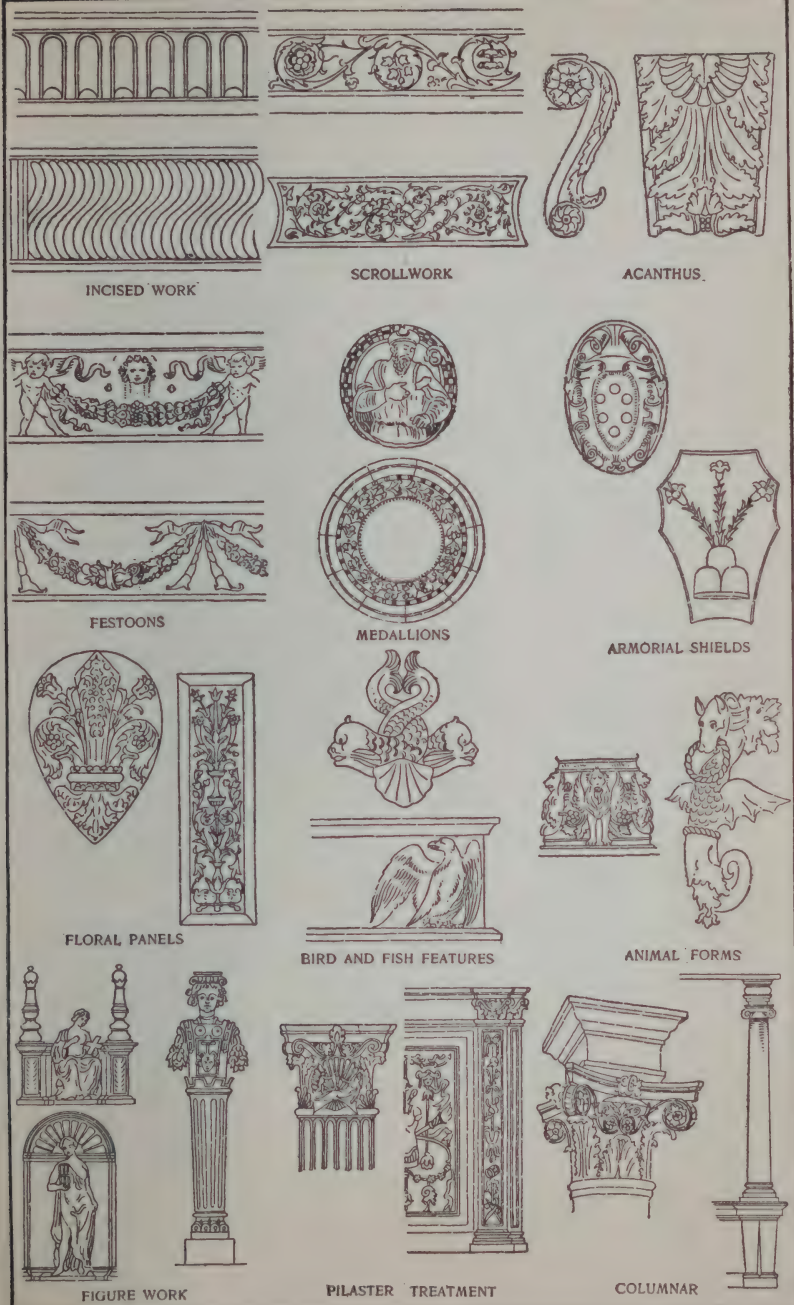 INCISED WORK
SCROLLWORK
ACANTHUS.
FESTOONS
MEDALLIONS
ARMORIAL SHIELDS
FLORAL PANELS
BIRD AND FISH FEATURES
ANIMAL FORMS
FIGURE WORK
PILASTER TREATMENT
COLUMNAR